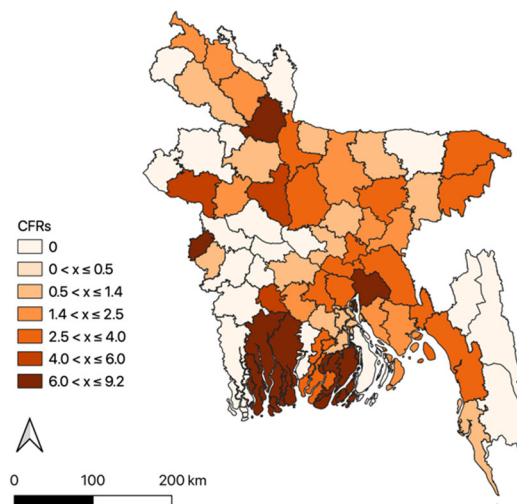 CFRs
0
0 < x ≤ 0.5
0.5 < x ≤ 1.4
1.4 < x ≤ 2.5
2.5 < x ≤ 4.0
4.0 < x ≤ 6.0
6.0 < x ≤ 9.2
0 100 200 km